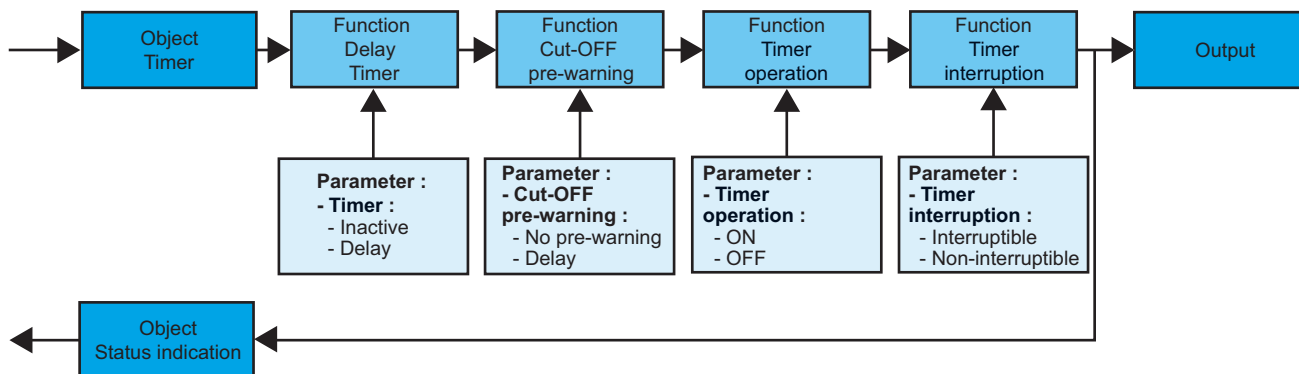 Object
Timer
Function
Delay
Timer
Function
Cut-OFF
pre-warning
Function
Timer
operation
Function
Timer
interruption
Output
Parameter :
- Timer :
- Inactive
- Delay
Parameter :
- Cut-OFF
pre-warning :
- No pre-warning
- Delay
Parameter :
- Timer
operation :
- ON
- OFF
Parameter :
- Timer
interruption :
- Interruptible
- Non-interruptible
Object
Status indication